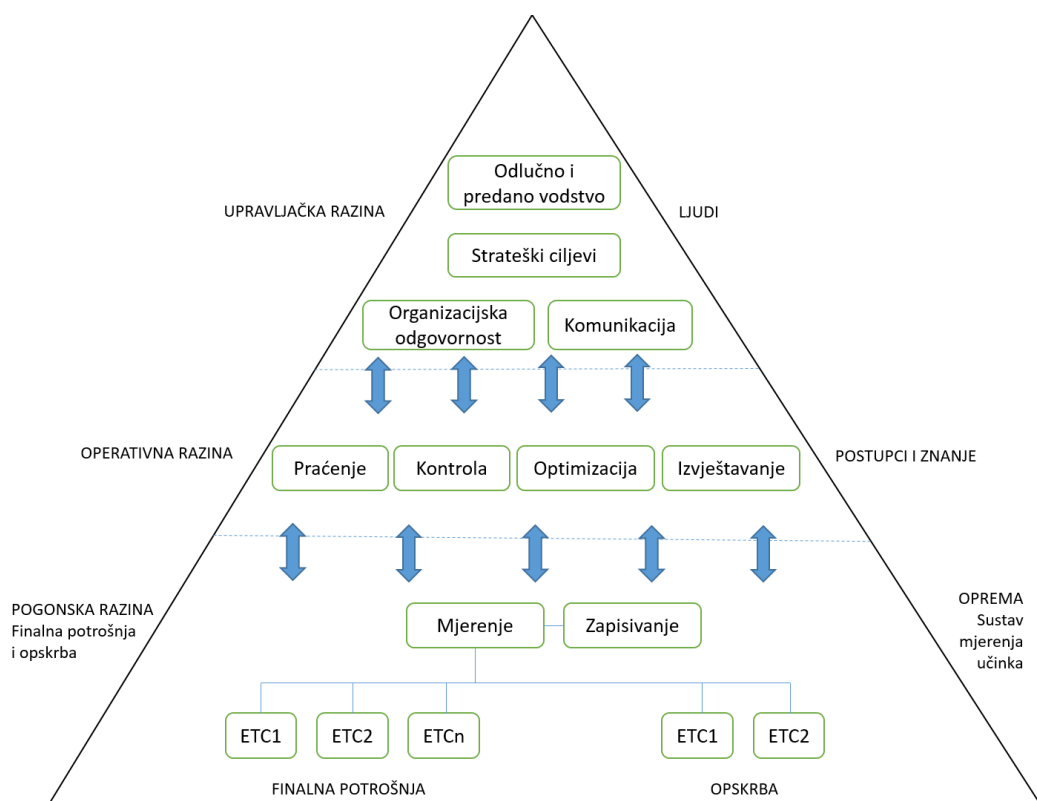 Odlučno i
predano vodstvo
UPRAVLJAČKA RAZINA
LJUDI
Strateški ciljevi
Organizacijska
odgovornost
Komunikacija
OPERATIVNA RAZINA
Praćenje
Kontrola
Optimizacija
Izvještavanje
POSTUPCI I ZNANJE
POGONSKA RAZINA
Finalna potrošnja
i opskrba
Mjerenje
Zapisivanje
OPREMA
Sustav
mjerenja
učinka
ETC1
ETC2
ETCn
ETC1
ETC2
FINALNA POTROŠNJA
OPSKRBA